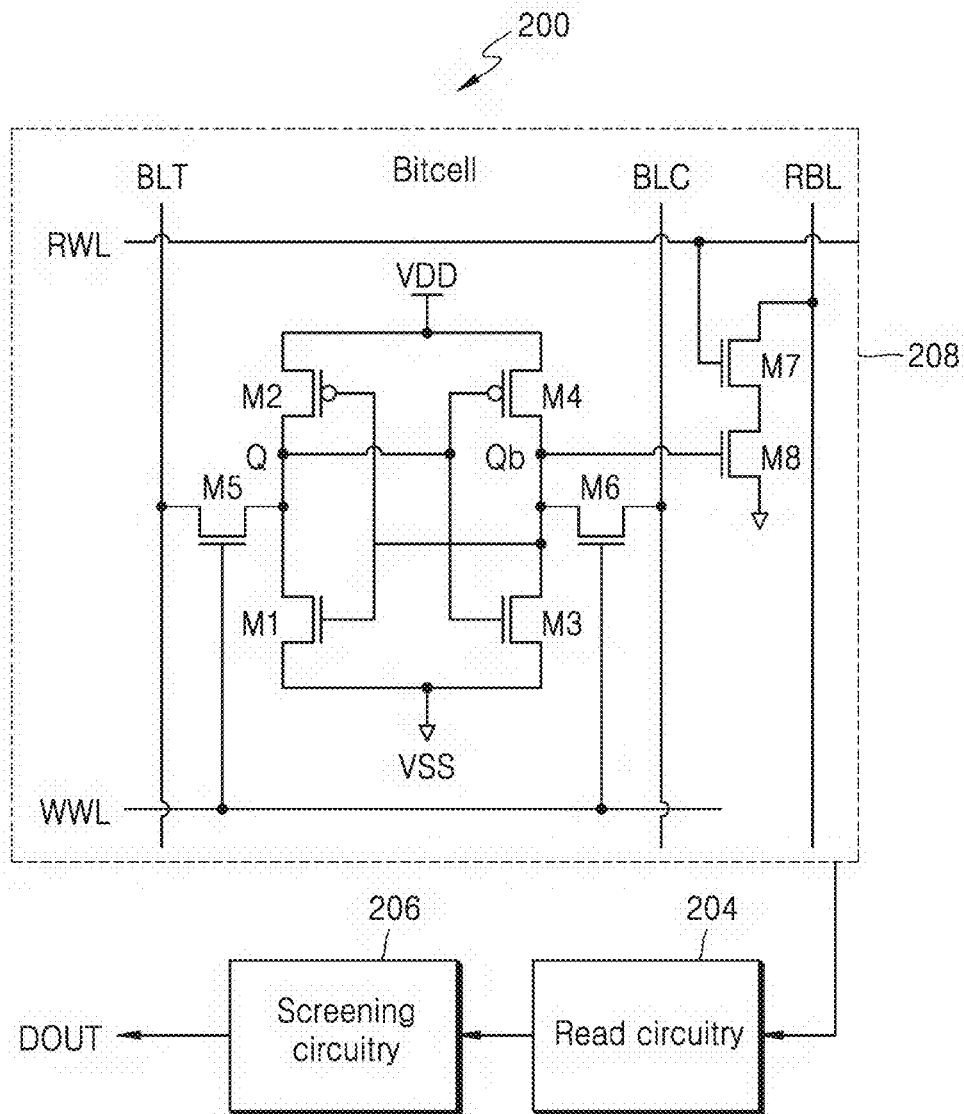 200
BLT
Bitcell
BLC
RBL
RWL
VDD
208
M7
M2
M4
Q
Qb
M8
M5
M6
M1
M3
VSS
WWL
206
204
Screening
circuitry
Read circuitry
DOUT